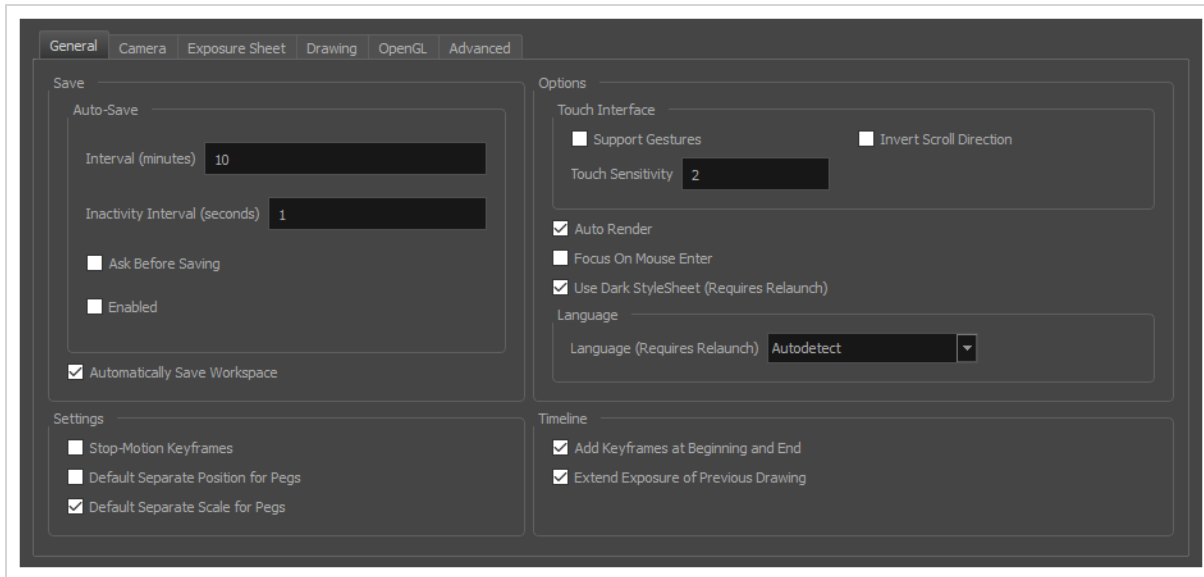 General Camera Exposure Sheet Drawing OpenGL Advanced
Save
Auto-Save
Interval (minutes) 10
Inactivity Interval (seconds) 1
Ask Before Saving
Enabled
Automatically Save Workspace
Options
Touch Interface
Support Gestures Invert Scroll Direction
Touch Sensitivity 2
Auto Render
Focus On Mouse Enter
Use Dark StyleSheet (Requires Relaunch)
Language
Language (Requires Relaunch) Autodetect
Settings
Stop-Motion Keyframes
Default Separate Position for Pegs
Default Separate Scale for Pegs
Timeline
Add Keyframes at Beginning and End
Extend Exposure of Previous Drawing